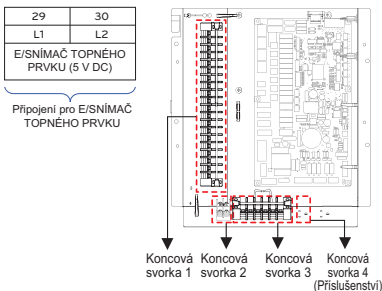 29 30
L1 L2
E/SNÍMAČ TOPNÉHO
PRVKU (5 V DC)
Připojení pro E/SNÍMAČ
TOPNÉHO PRVKU
Koncová
svorka 1
Koncová
svorka 2
Koncová
svorka 3
Koncová
svorka 4
(Příslušenství)